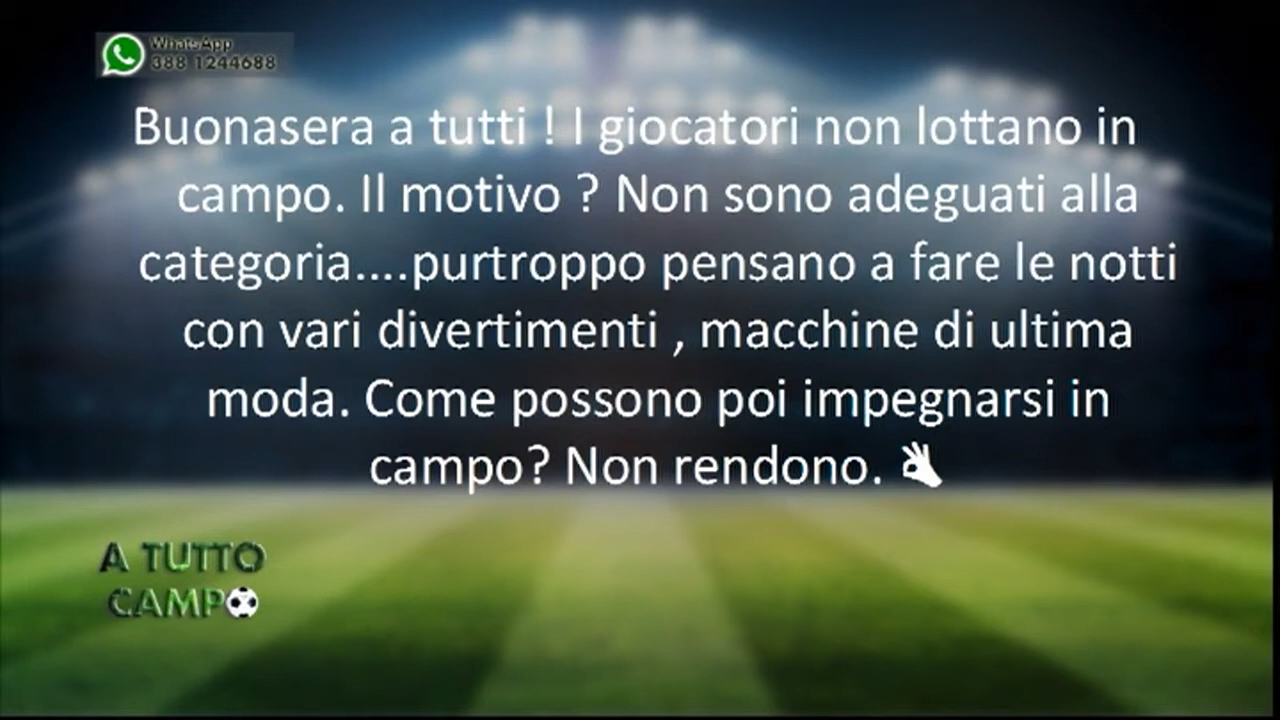 WhatsApp
388 1244688
Buonasera a tutti ! I giocatori non lottano in
campo. Il motivo ? Non sono adeguati alla
categoria....purtroppo pensano a fare le notti
con vari divertimenti , macchine di ultima
moda. Come possono poi impegnarsi in
campo? Non rendono. 👌
A TUTTO
CAMPO